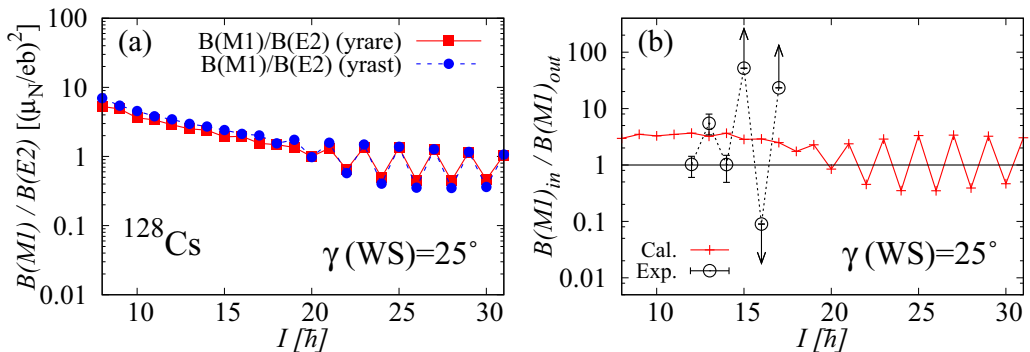 (a)
B(M1)/B(E2) (yrare)
B(M1)/B(E2) (yrast)
B(M1) / B(E2) [(μN/eb)²]
100
10
1
0.1
0.01
¹²⁸Cs
γ (WS)=25°
10 15 20 25 30
I [ħ]
(b)
B(M1)in / B(M1)out
100
10
1
0.1
0.01
Cal.
Exp.
γ (WS)=25°
10 15 20 25 30
I [ħ]